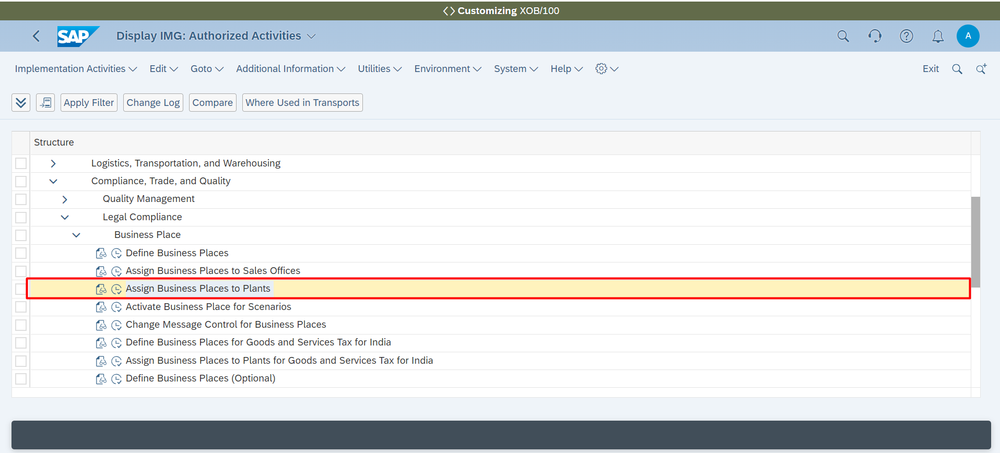 Customizing XOB/100
SAP Display IMG: Authorized Activities A
Implementation Activities Edit Goto Additional Information Utilities Environment System Help Exit
Apply Filter Change Log Compare Where Used in Transports
Structure
Logistics, Transportation, and Warehousing
Compliance, Trade, and Quality
Quality Management
Legal Compliance
Business Place
Define Business Places
Assign Business Places to Sales Offices
Assign Business Places to Plants
Activate Business Place for Scenarios
Change Message Control for Business Places
Define Business Places for Goods and Services Tax for India
Assign Business Places to Plants for Goods and Services Tax for India
Define Business Places (Optional)